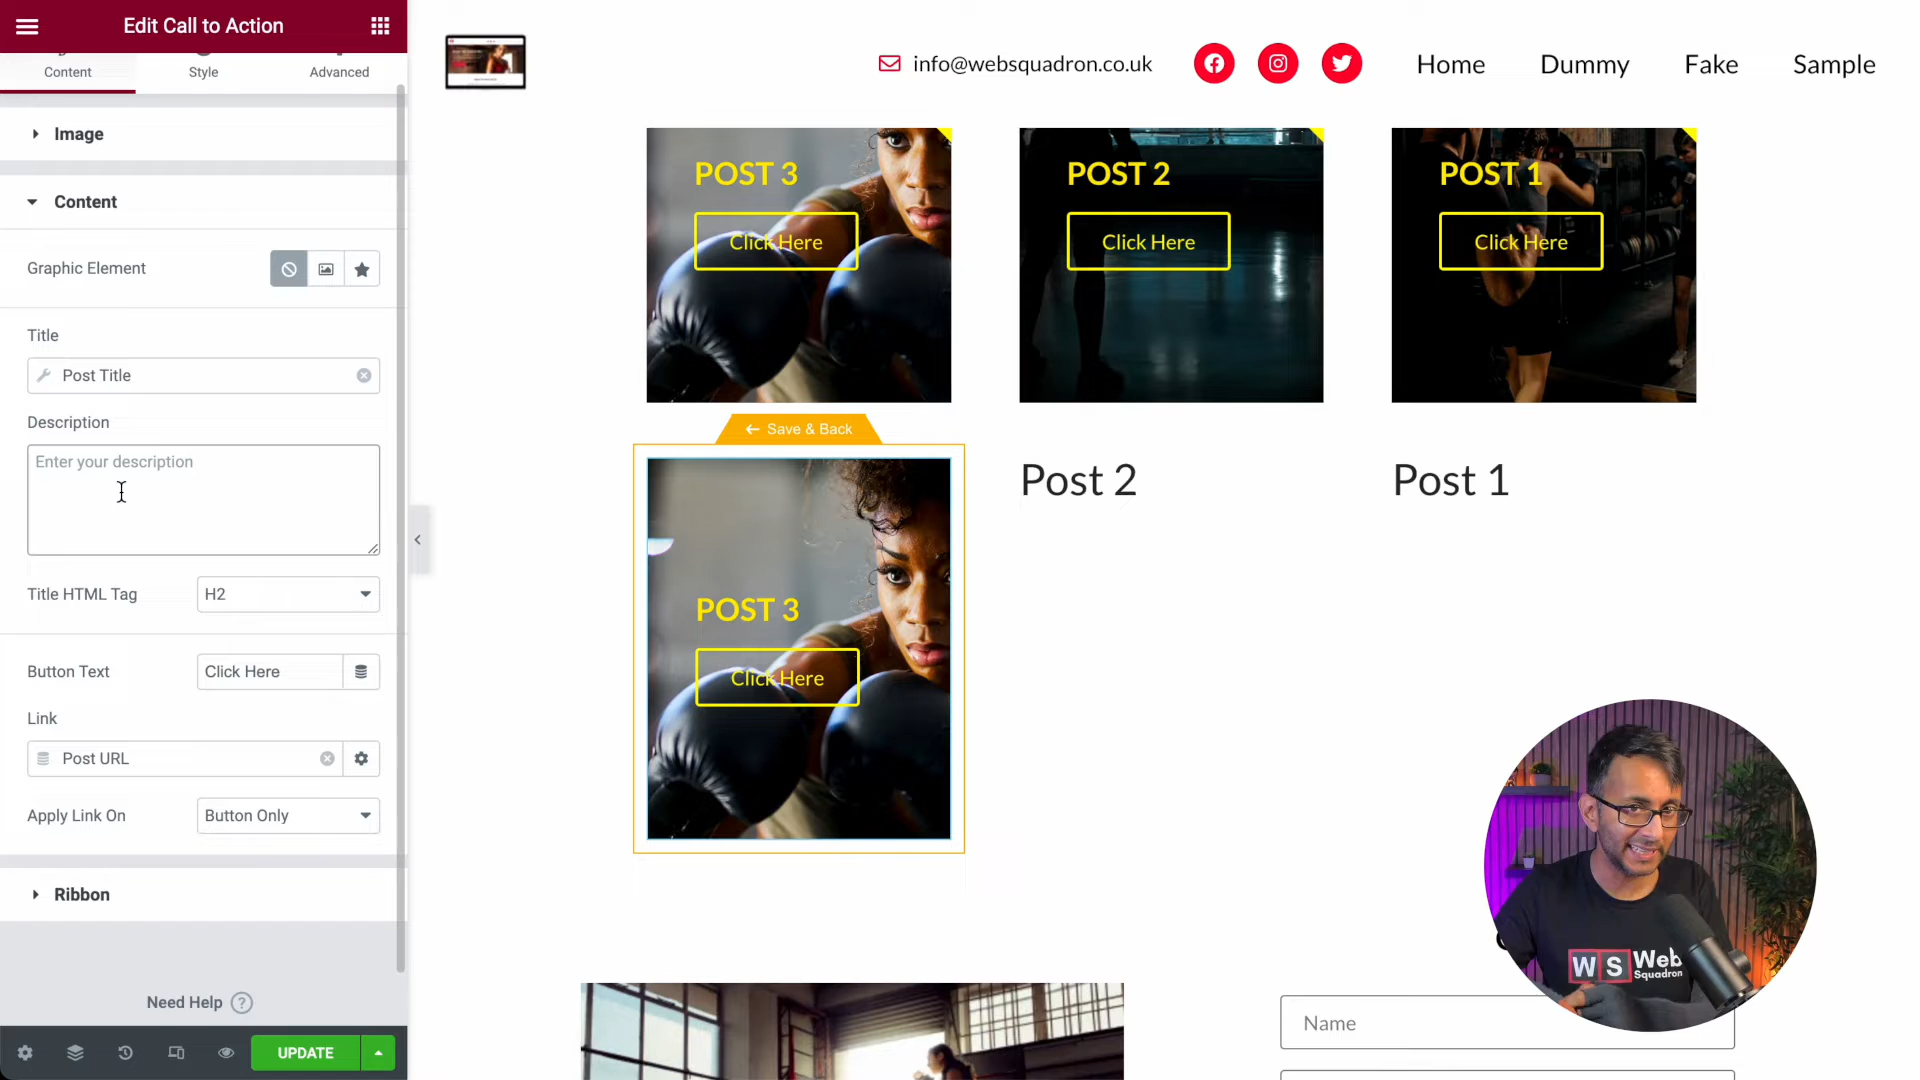 Edit Call to Action
Content
Style
Advanced
Image
Content
Graphic Element
Title
Post Title
Description
Enter your description
Title HTML Tag
H2
Button Text
Click Here
Link
Post URL
Apply Link On
Button Only
Ribbon
Need Help ?
UPDATE
info@websquadron.co.uk
Home
Dummy
Fake
Sample
POST 3
Click Here
POST 2
Click Here
POST 1
Click Here
Save & Back
POST 3
Click Here
Post 2
Post 1
Name
W S Web
Squadron